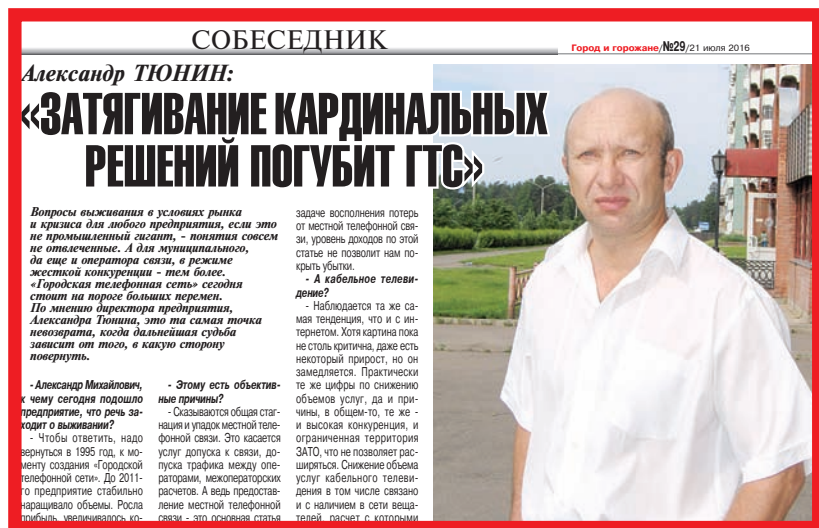 СОБЕСЕДНИК
Город и горожане/№29/21 июля 2016
Александр ТЮНИН:
«ЗАТЯГИВАНИЕ КАРДИНАЛЬНЫХ
РЕШЕНИЙ ПОГУБИТ ГТС»
Вопросы выживания в условиях рынка
и кризиса для любого предприятия, если это
не промышленный гигант, - понятия совсем
не отвлеченные. А для муниципального,
да еще и оператора связи, в режиме
жесткой конкуренции - тем более.
«Городская телефонная сеть» сегодня
стоит на пороге больших перемен.
По мнению директора предприятия,
Александра Тюнина, это та самая точка
невозврата, когда дальнейшая судьба
зависит от того, в какую сторону
повернуть.
- Александр Михайлович,
к чему сегодня подошло
предприятие, что речь за-
ходит о выживании?
- Чтобы ответить, надо
вернуться в 1995 год, к мо-
менту создания «Городской
телефонной сети». До 2011-
го предприятие стабильно
наращивало объемы. Росла
прибыль, увеличивалось ко-
- Этому есть объектив-
ные причины?
- Сказываются общая стаг-
нация и упадок местной теле-
фонной связи. Это касается
услуг допуска к связи, до-
пуска трафика между опе-
раторами, межоператорских
расчетов. А ведь предостав-
ление местной телефонной
связи - это основная статья
задаче восполнения потерь
от местной телефонной свя-
зи, уровень доходов по этой
статье не позволит нам по-
крыть убытки.
- А кабельное телеви-
дение?
- Наблюдается та же са-
мая тенденция, что и с ин-
тернетом. Хотя картина пока
не столь критична, даже есть
некоторый прирост, но он
замедляется. Практически
те же цифры по снижению
объемов услуг, да и при-
чины, в общем-то, те же -
и высокая конкуренция, и
ограниченная территория
ЗАТО, что не позволяет рас-
ширяться. Снижение объема
услуг кабельного телеви-
дения в том числе связано
и с наличием в сети веща-
телей, расчет с которыми